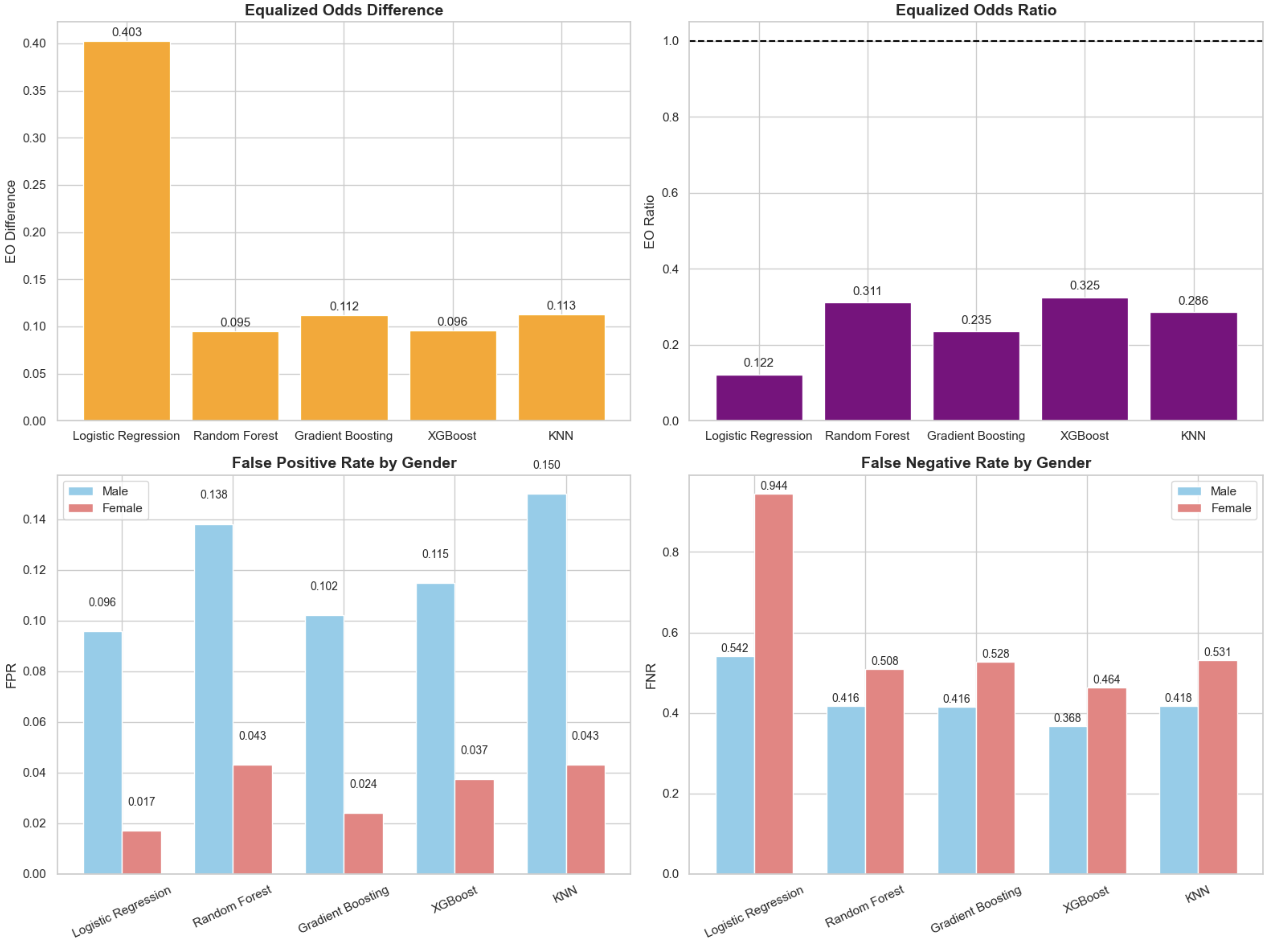 Equalized Odds Difference
EO Difference
0.40
0.35
0.30
0.25
0.20
0.15
0.10
0.05
0.00
0.403
0.095
0.112
0.096
0.113
Logistic Regression
Random Forest
Gradient Boosting
XGBoost
KNN
Equalized Odds Ratio
EO Ratio
1.0
0.8
0.6
0.4
0.2
0.0
0.122
0.311
0.235
0.325
0.286
Logistic Regression
Random Forest
Gradient Boosting
XGBoost
KNN
False Positive Rate by Gender
Male
Female
FPR
0.14
0.12
0.10
0.08
0.06
0.04
0.02
0.00
0.096
0.017
0.138
0.043
0.102
0.024
0.115
0.037
0.150
0.043
Logistic Regression
Random Forest
Gradient Boosting
XGBoost
KNN
False Negative Rate by Gender
Male
Female
FNR
0.8
0.6
0.4
0.2
0.0
0.542
0.944
0.416
0.508
0.416
0.528
0.368
0.464
0.418
0.531
Logistic Regression
Random Forest
Gradient Boosting
XGBoost
KNN